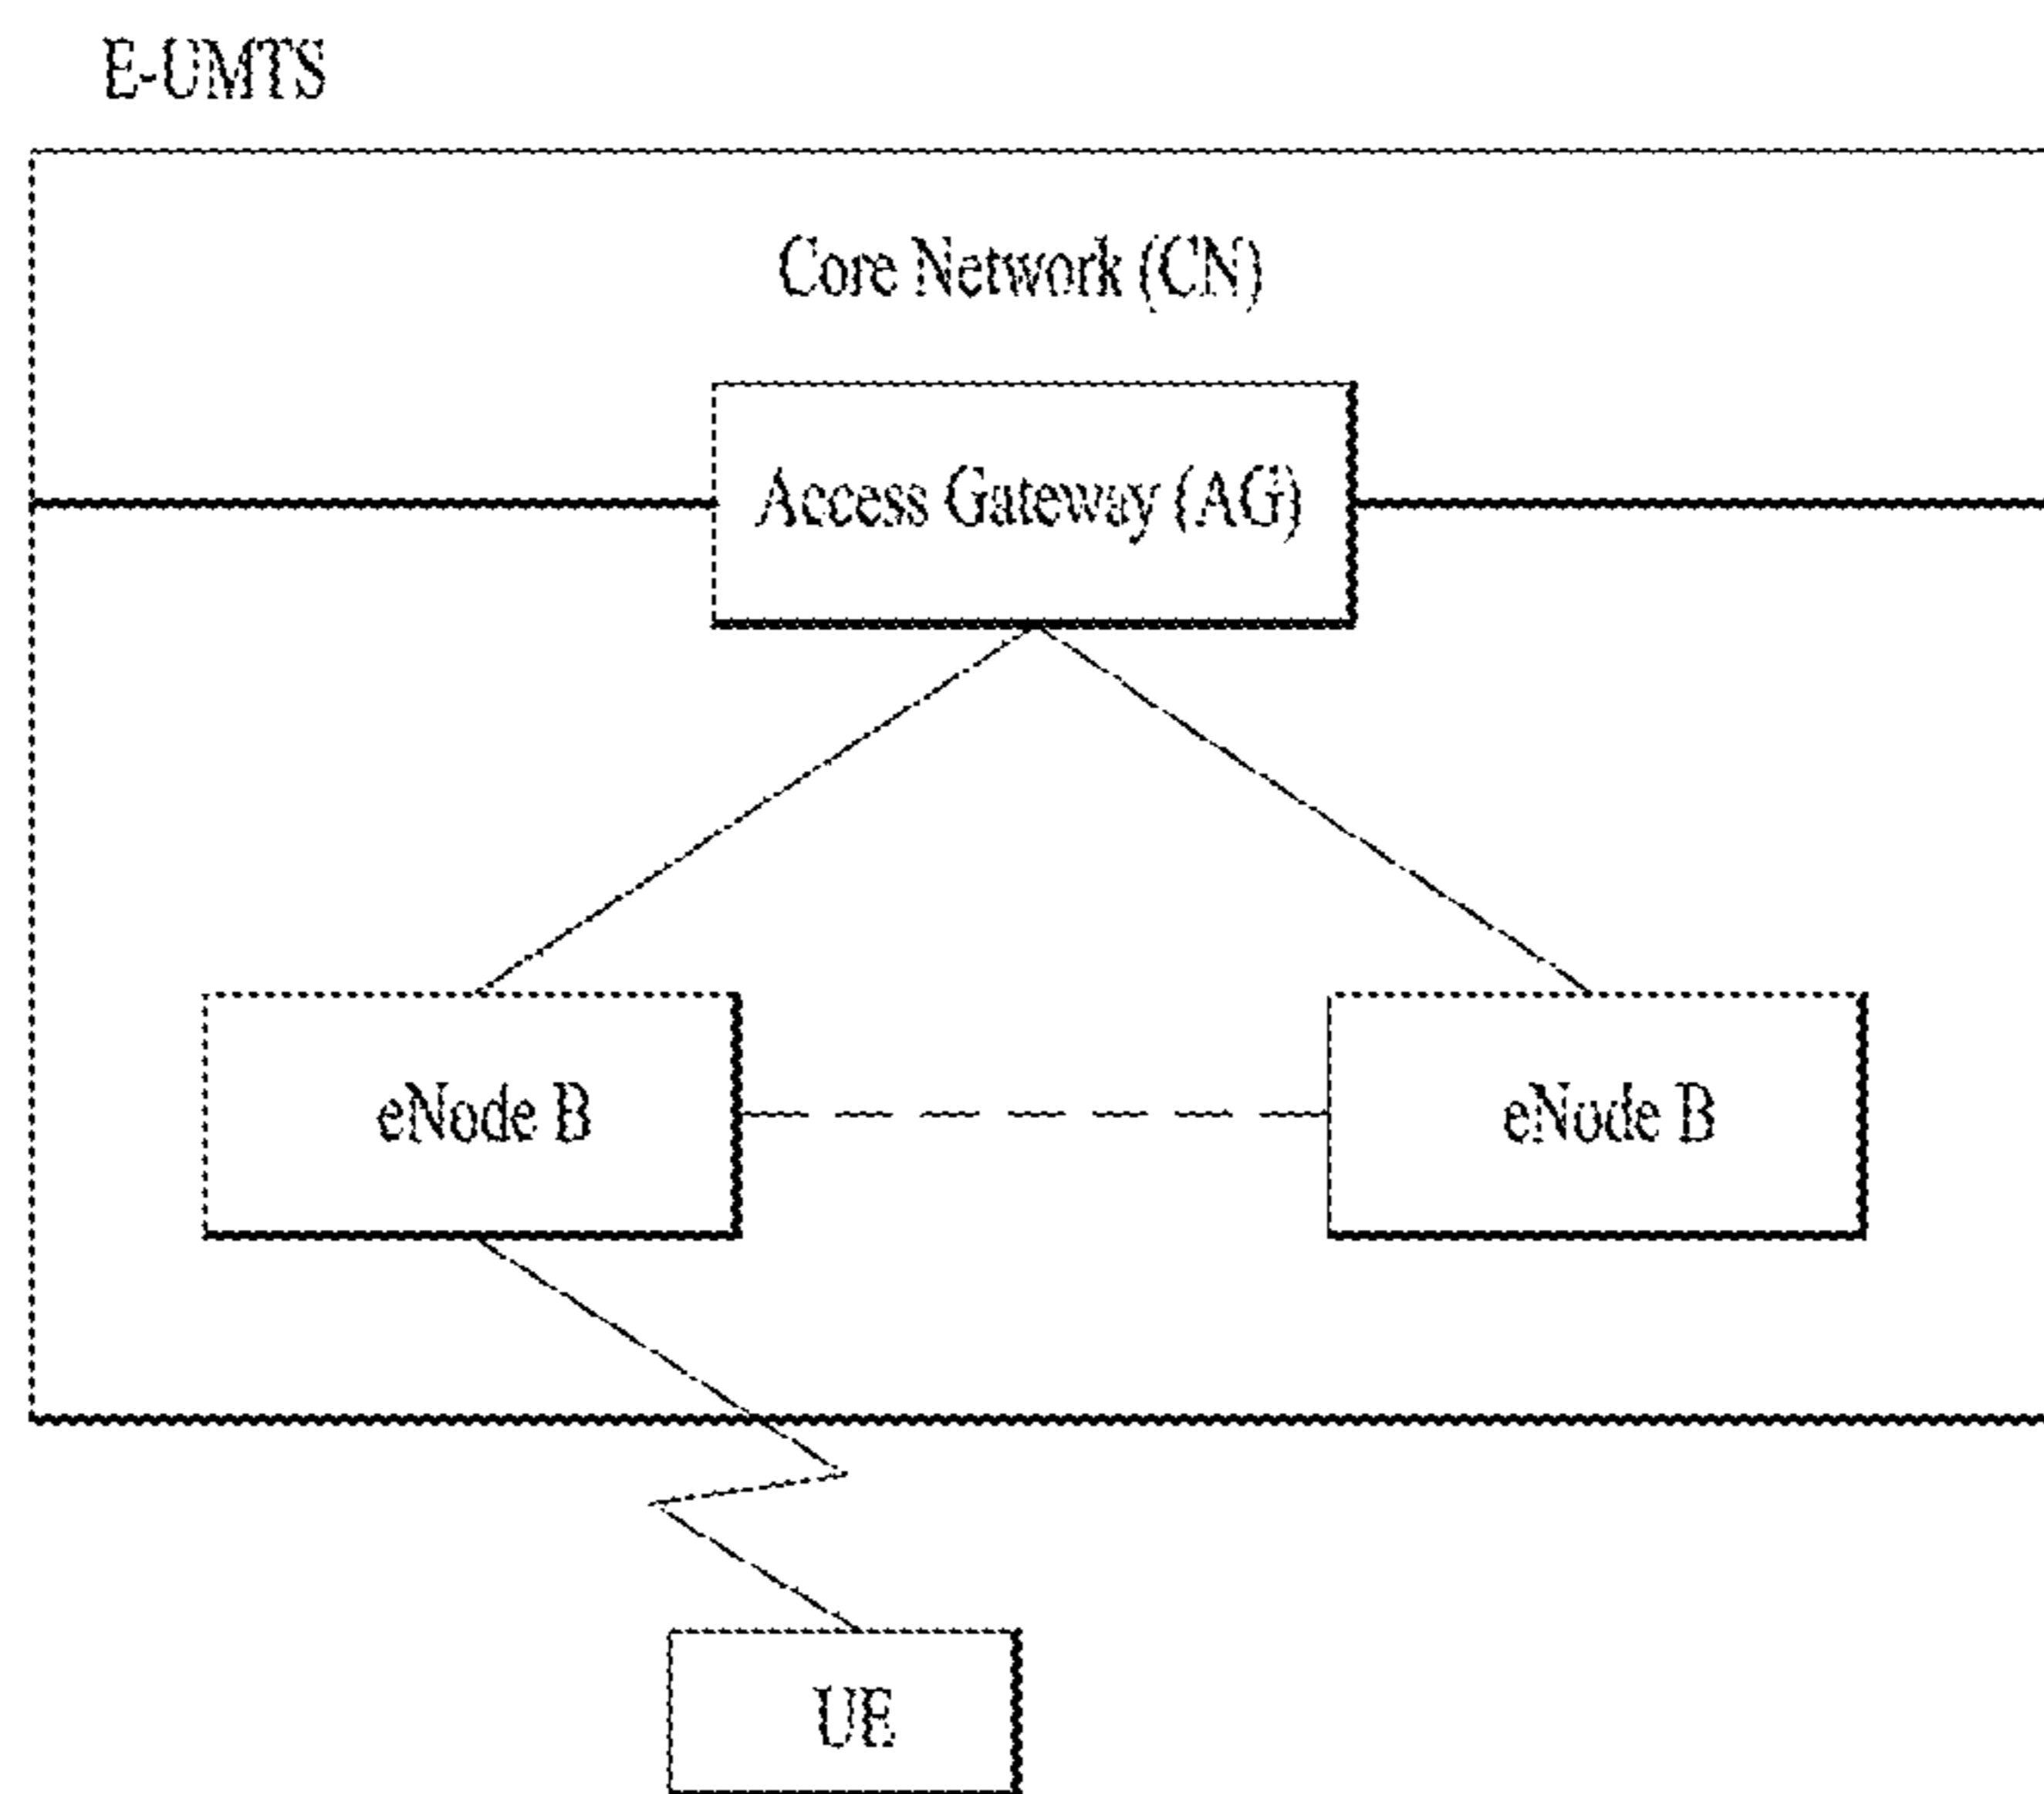 E-UMTS
Core Network (CN)
Access Gateway (AG)
eNode B
eNode B
UE